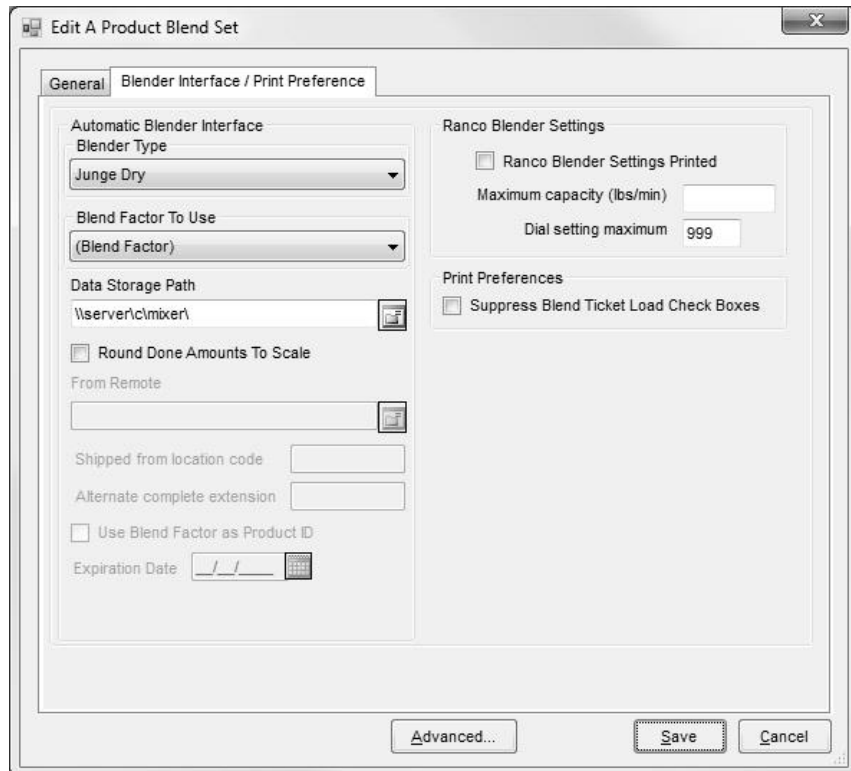 Edit A Product Blend Set
General
Blender Interface / Print Preference
Automatic Blender Interface
Blender Type
Junge Dry
Blend Factor To Use
(Blend Factor)
Data Storage Path
\\server\c\mixer\
Round Done Amounts To Scale
From Remote
Shipped from location code
Alternate complete extension
Use Blend Factor as Product ID
Expiration Date __/__/____
Ranco Blender Settings
Ranco Blender Settings Printed
Maximum capacity (lbs/min)
Dial setting maximum 999
Print Preferences
Suppress Blend Ticket Load Check Boxes
Advanced... Save Cancel